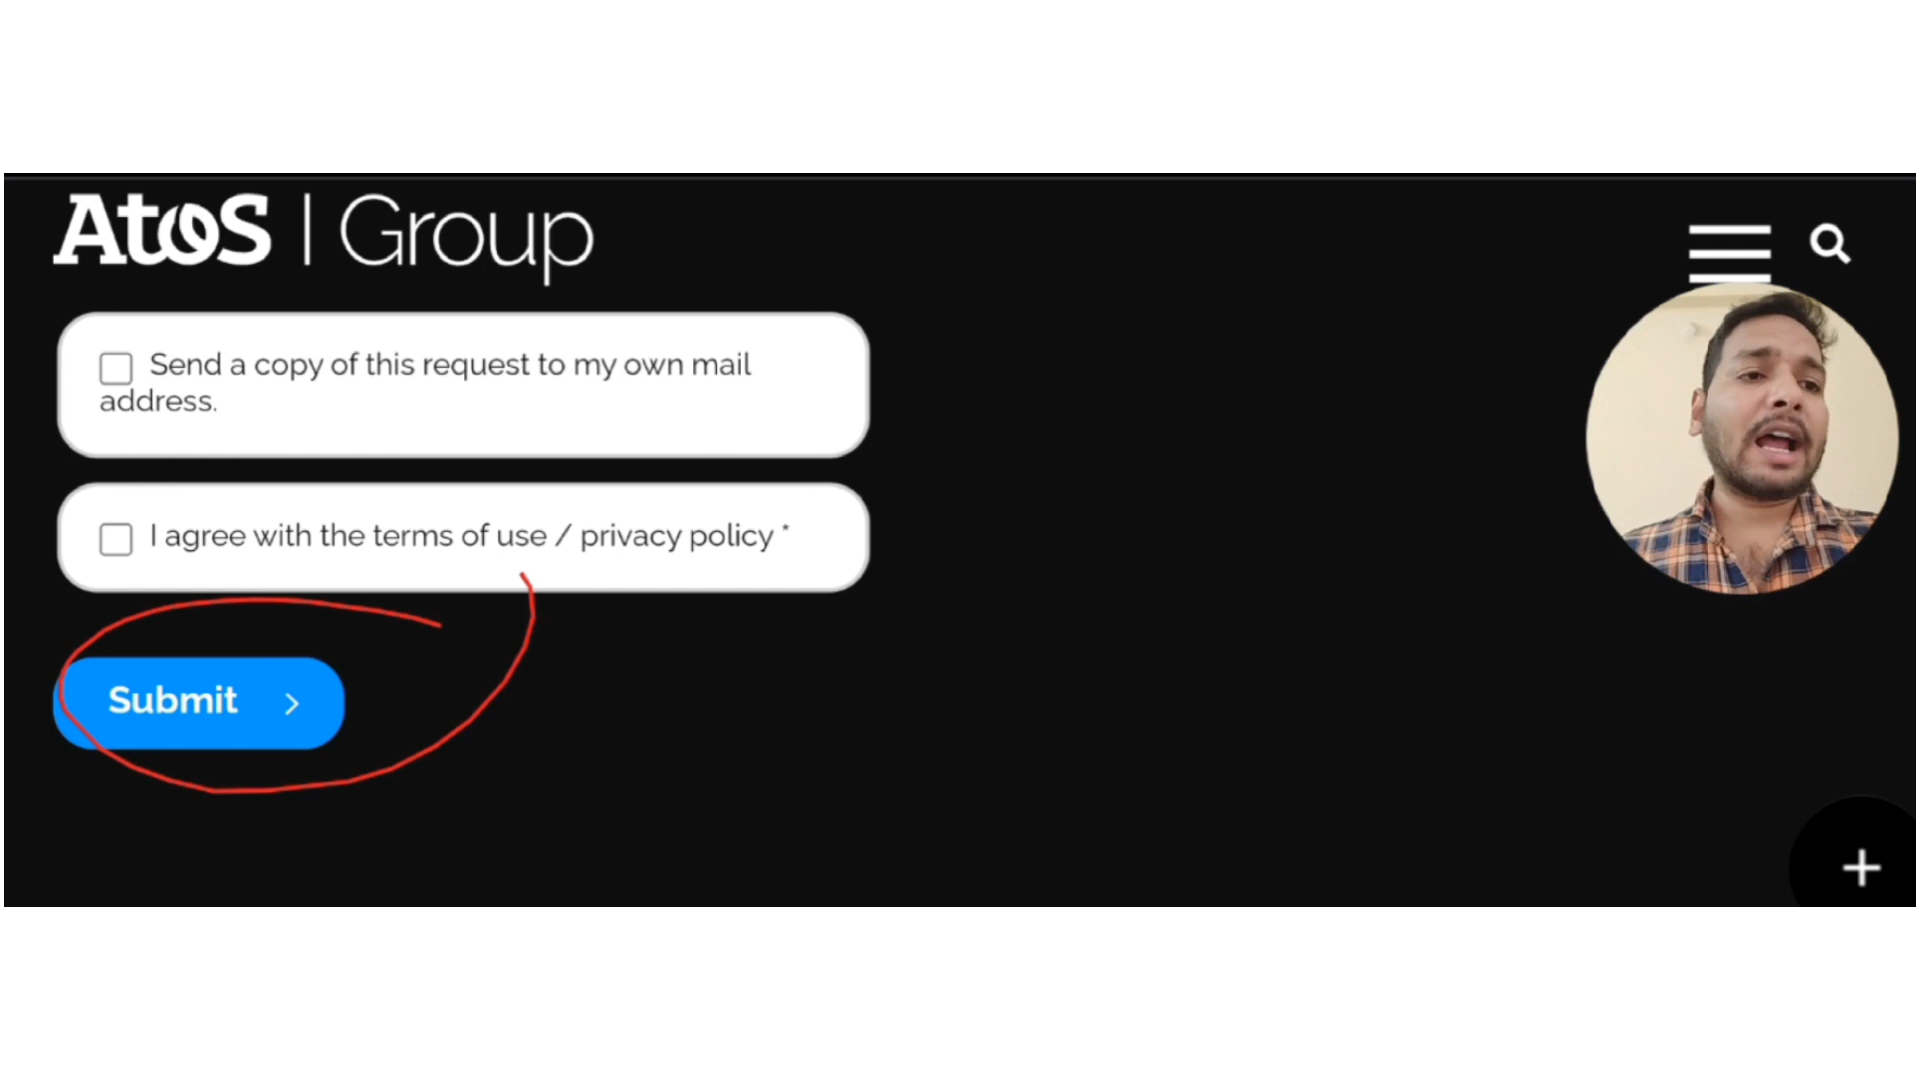 Atos | Group
Send a copy of this request to my own mail
address.
I agree with the terms of use / privacy policy *
Submit >
+